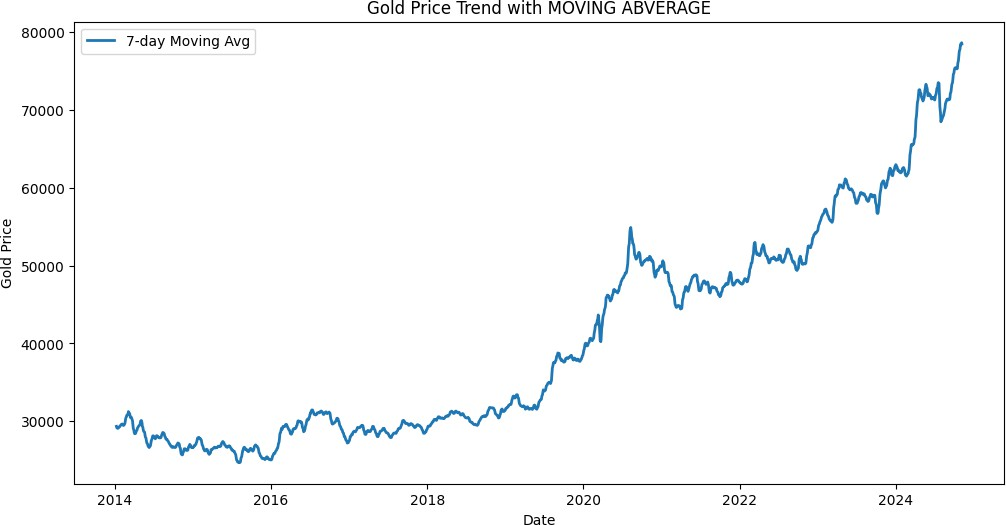 Gold Price Trend with MOVING ABVERAGE
7-day Moving Avg
80000
70000
60000
50000
40000
30000
Gold Price
2014 2016 2018 2020 2022 2024
Date